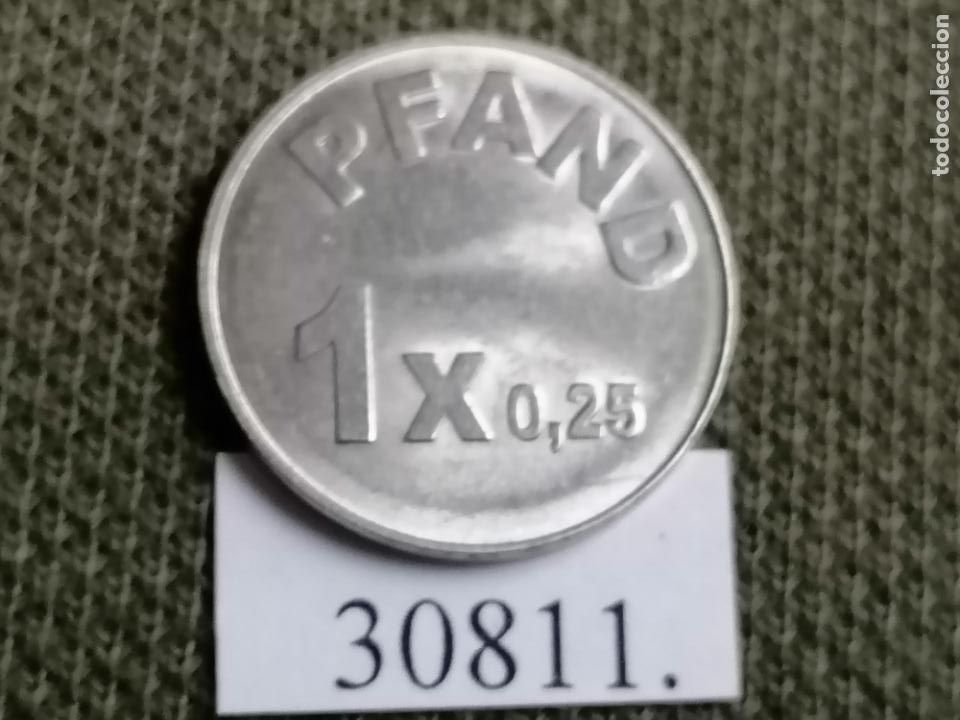 PFAND
1 x 0,25
30811.
todocoleccion